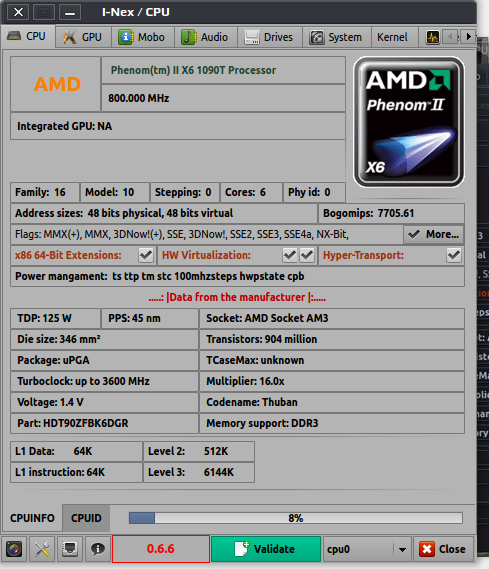 I-Nex / CPU
CPU GPU Mobo Audio Drives System Kernel
AMD
Phenom(tm) II X6 1090T Processor
800.000 MHz
Integrated GPU: NA
AMD
Phenom™ II
X6
Family: 16 Model: 10 Stepping: 0 Cores: 6 Phy id: 0
Address sizes: 48 bits physical, 48 bits virtual Bogomips: 7705.61
Flags: MMX(+), MMX, 3DNow!(+), SSE, 3DNow!, SSE2, SSE3, SSE4a, NX-Bit, More...
x86 64-Bit Extensions: HW Virtualization: Hyper-Transport:
Power mangament: ts ttp tm stc 100mhzsteps hwpstate cpb
.....: |Data from the manufacturer |:.....
TDP: 125 W PPS: 45 nm Socket: AMD Socket AM3
Die size: 346 mm² Transistors: 904 million
Package: uPGA TCaseMax: unknown
Turboclock: up to 3600 MHz Multiplier: 16.0x
Voltage: 1.4 V Codename: Thuban
Part: HDT90ZFBK6DGR Memory support: DDR3
L1 Data: 64K Level 2: 512K
L1 instruction: 64K Level 3: 6144K
CPUINFO CPUID 8%
0.6.6 Validate cpu0 Close